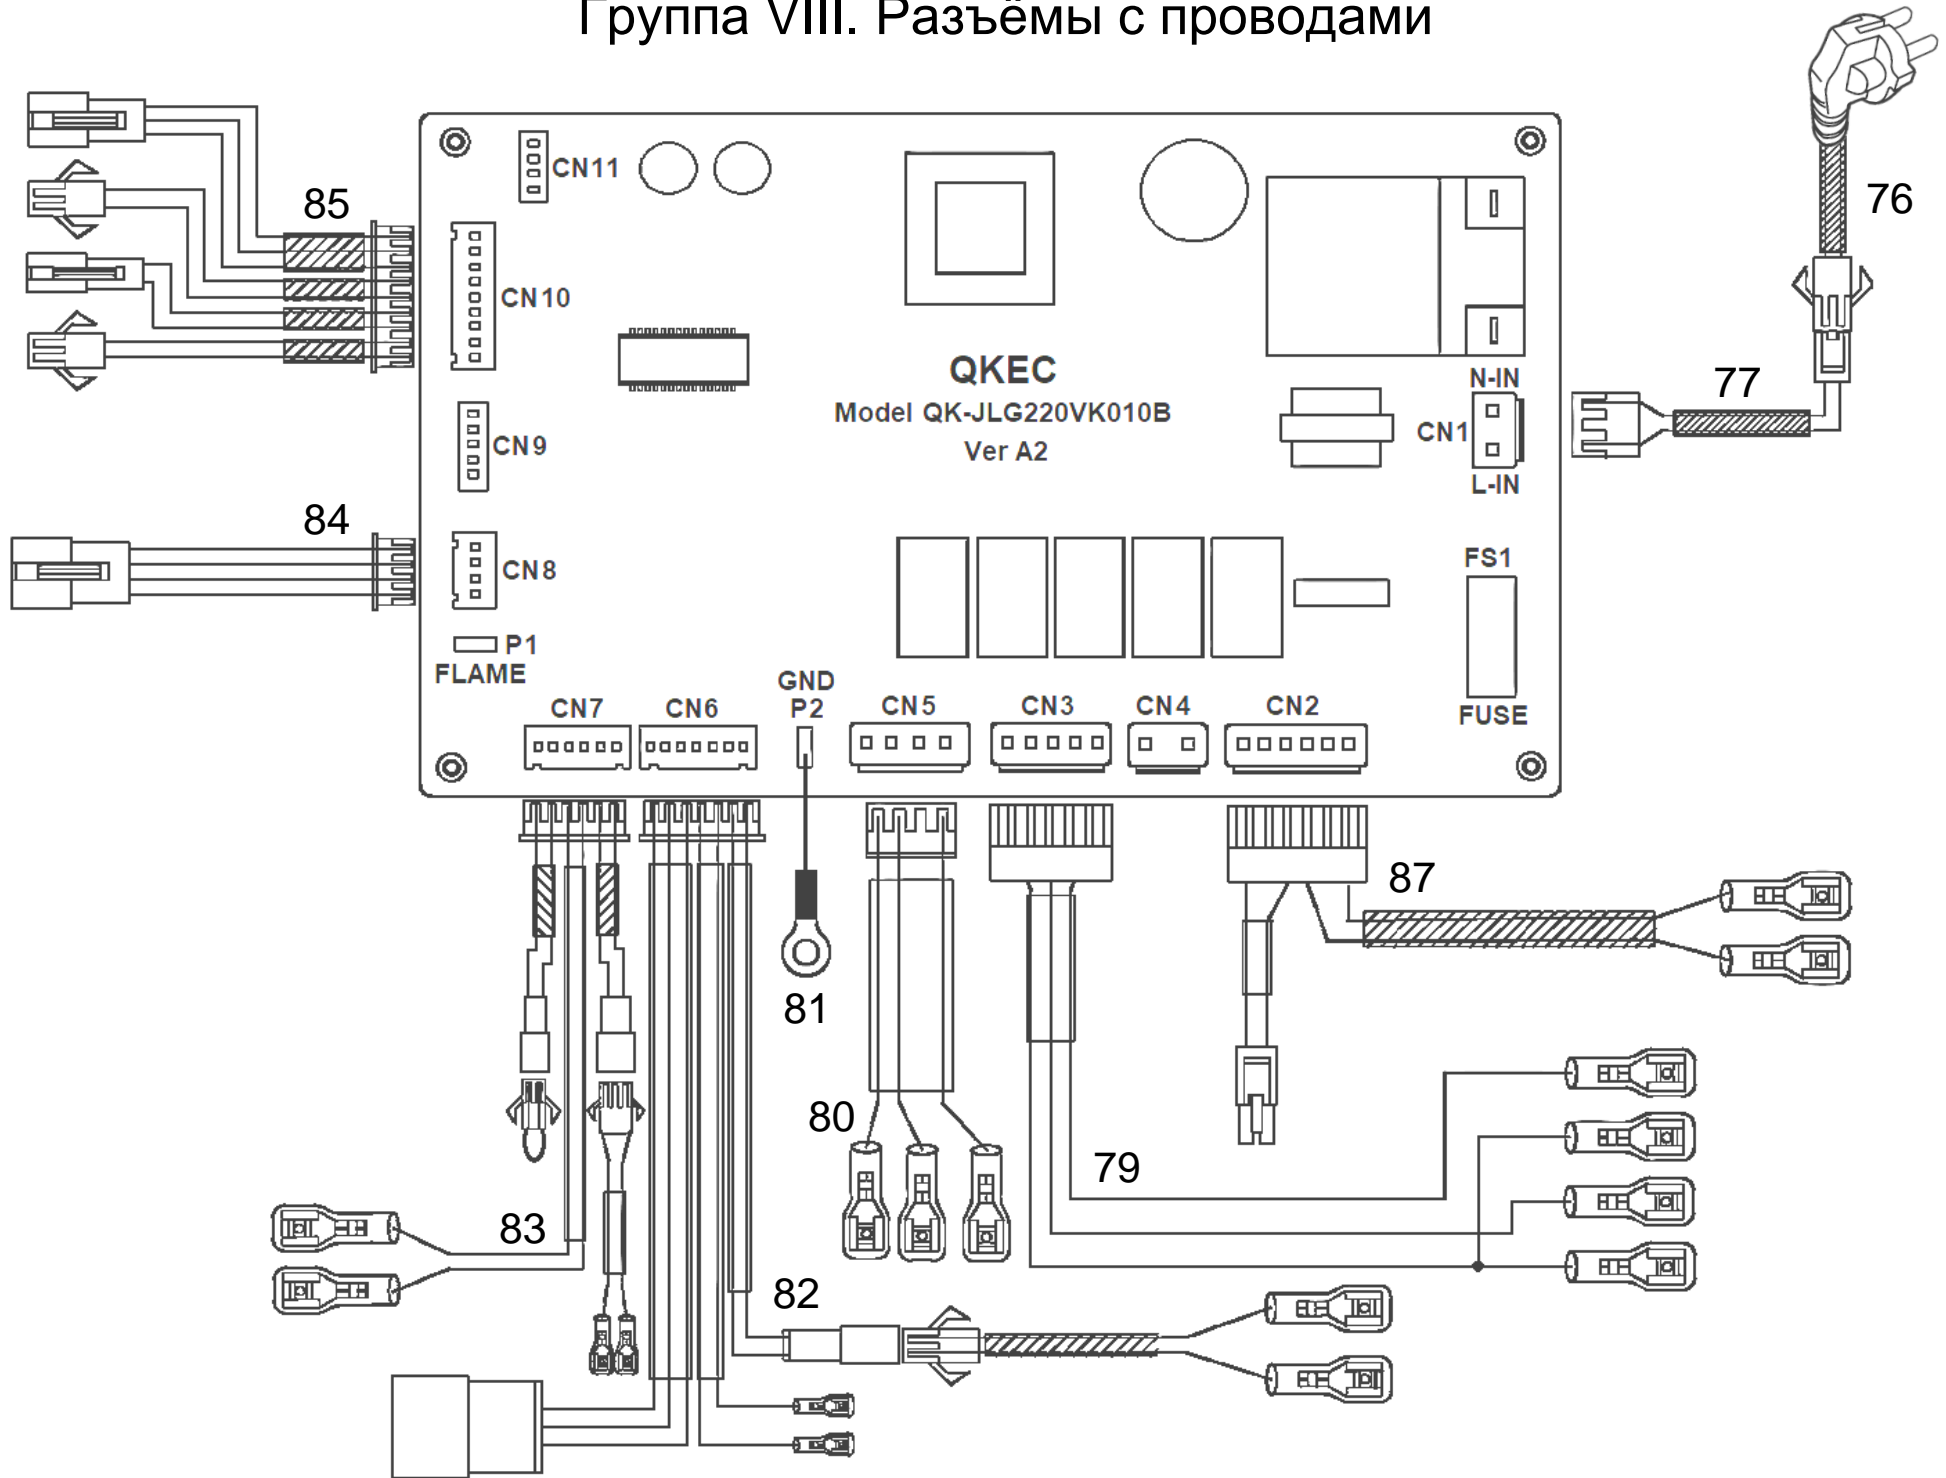 Группа VIII. Разъёмы с проводами
76
CN11
85
CN10
QKEC
Model QK-JLG220VK010B
Ver A2
N-IN
CN1
L-IN
77
CN9
84
CN8
FS1
FUSE
P1
FLAME
GND
P2
CN7
CN6
CN5
CN3
CN4
CN2
87
81
80
79
83
82